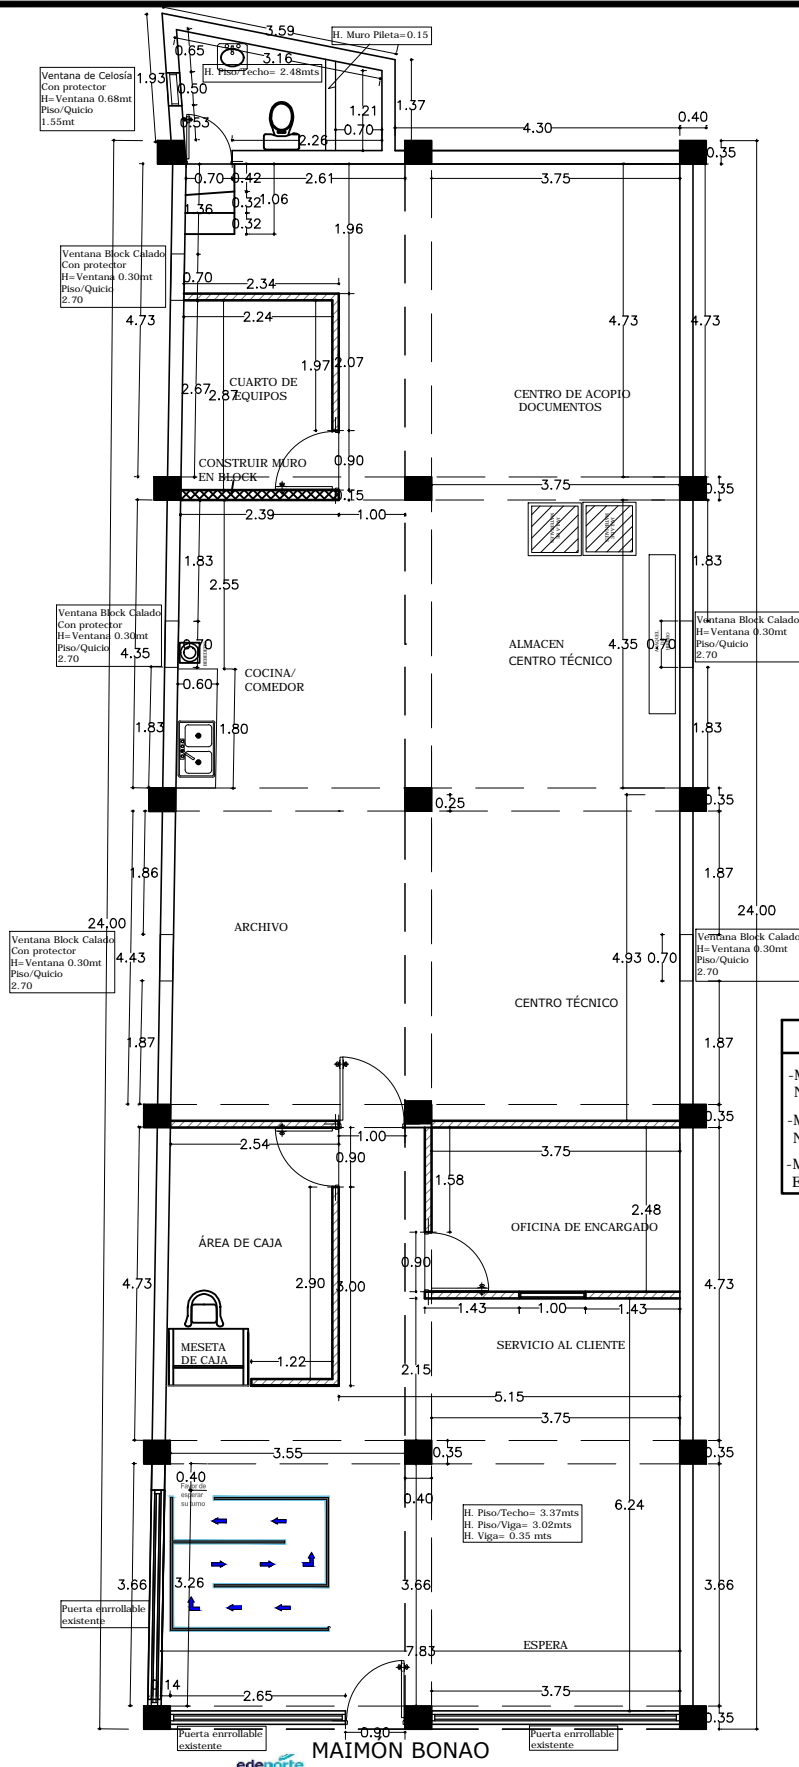 3.59
H. Muro Pileta=0.15
0.65
3.16
H. Piso/Techo= 2.48mts
Ventana de Celosía
Con protector
H=Ventana 0.68mt
Piso/Quicio
1.55mt
1.93
0.50
0.53
1.21
1.37
0.70
2.26
4.30
0.40
0.35
0.70
0.42
2.61
3.75
1.36
0.32
1.06
0.32
1.96
Ventana Block Calado
Con protector
H=Ventana 0.30mt
Piso/Quicio
2.70
0.70
2.34
4.73
2.24
4.73
4.73
1.97
2.07
2.67
2.87
CUARTO DE
EQUIPOS
CENTRO DE ACOPIO
DOCUMENTOS
CONSTRUIR MURO
EN BLOCK
0.90
0.15
3.75
0.35
2.39
1.00
1.83
2.55
1.83
Ventana Block Calado
Con protector
H=Ventana 0.30mt
Piso/Quicio
2.70
4.35
0.70
COCINA/
COMEDOR
0.60
1.83
1.80
ALMACEN
CENTRO TÉCNICO
4.35
0.70
Ventana Block Calado
H=Ventana 0.30mt
Piso/Quicio
2.70
1.83
0.25
0.35
1.86
1.87
24.00
24.00
ARCHIVO
Ventana Block Calado
Con protector
H=Ventana 0.30mt
Piso/Quicio
2.70
4.43
4.93
0.70
Ventana Block Calado
H=Ventana 0.30mt
Piso/Quicio
2.70
CENTRO TÉCNICO
1.87
1.87
-M
N
-M
N
-M
E
0.35
2.54
1.00
0.90
3.75
1.58
2.48
ÁREA DE CAJA
OFICINA DE ENCARGADO
0.90
4.73
2.90
3.00
4.73
1.43
1.00
1.43
MESETA
DE CAJA
1.22
SERVICIO AL CLIENTE
2.15
5.15
3.75
3.55
0.35
0.35
0.40
Favor de
esperar
su turno
0.40
6.24
H. Piso/Techo= 3.37mts
H. Piso/Viga= 3.02mts
H. Viga= 0.35 mts
3.66
3.26
3.66
3.66
Puerta enrrollable
existente
7.83
ESPERA
14
2.65
3.75
0.35
0.90
Puerta enrrollable
existente
Puerta enrrollable
existente
MAIMÓN BONAO
edenorte